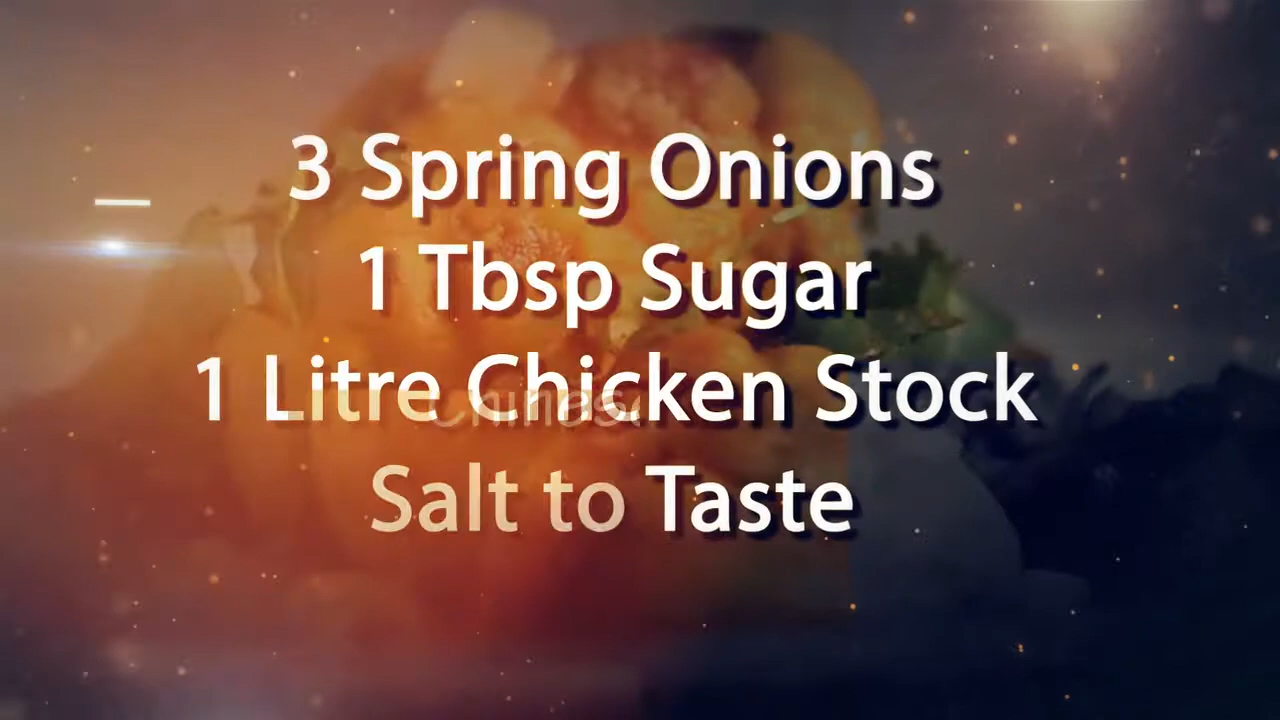 3 Spring Onions
1 Tbsp Sugar
1 Litre Chicken Stock
Salt to Taste